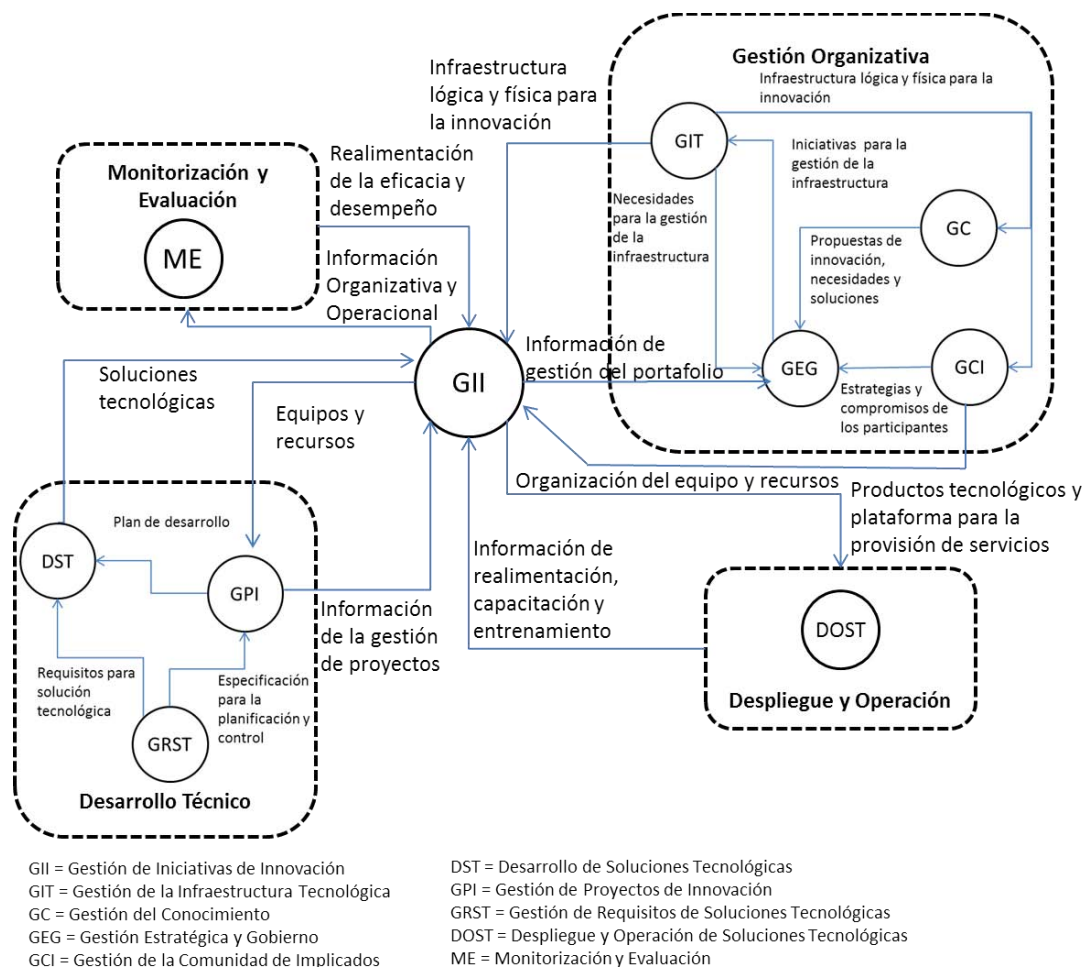 Gestión Organizativa
Infraestructura lógica y física para la
innovación
Infraestructura
lógica y física para
la innovación
GIT
Iniciativas para la
gestión de la
infraestructura
Necesidades
para la gestión
de la
infraestructura
GC
Propuestas de
innovación,
necesidades y
soluciones
GEG
GCI
Estrategias y
compromisos de
los participantes
Monitorización y
Evaluación
ME
Realimentación
de la eficacia y
desempeño
Información
Organizativa y
Operacional
GII
Información de
gestión del portafolio
Soluciones
tecnológicas
Equipos y
recursos
Organización del equipo y recursos
Productos tecnológicos y
plataforma para la
provisión de servicios
Plan de desarrollo
DST
GPI
Información
de la gestión
de proyectos
Información de
realimentación,
capacitación y
entrenamiento
Requisitos para
solución
tecnológica
Especificación
para la
planificación y
control
GRST
Desarrollo Técnico
DOST
Despliegue y Operación
GII = Gestión de Iniciativas de Innovación
GIT = Gestión de la Infraestructura Tecnológica
GC = Gestión del Conocimiento
GEG = Gestión Estratégica y Gobierno
GCI = Gestión de la Comunidad de Implicados
DST = Desarrollo de Soluciones Tecnológicas
GPI = Gestión de Proyectos de Innovación
GRST = Gestión de Requisitos de Soluciones Tecnológicas
DOST = Despliegue y Operación de Soluciones Tecnológicas
ME = Monitorización y Evaluación